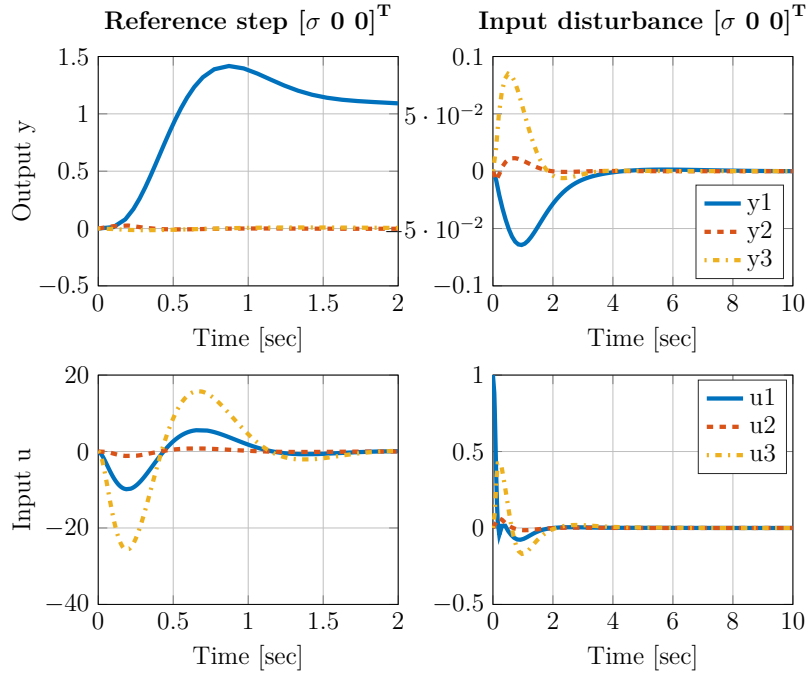 Reference step [σ 0 0]ᵀ
Input disturbance [σ 0 0]ᵀ
Output y
1.5
1
0.5
0
−0.5
0
0.5
1
1.5
2
Time [sec]
0.1
5 · 10⁻²
0
5 · 10⁻²
−0.1
0
2
4
6
8
10
Time [sec]
y1
y2
y3
Input u
20
0
−20
−40
0
0.5
1
1.5
2
Time [sec]
1
0.5
0
−0.5
0
2
4
6
8
10
Time [sec]
u1
u2
u3